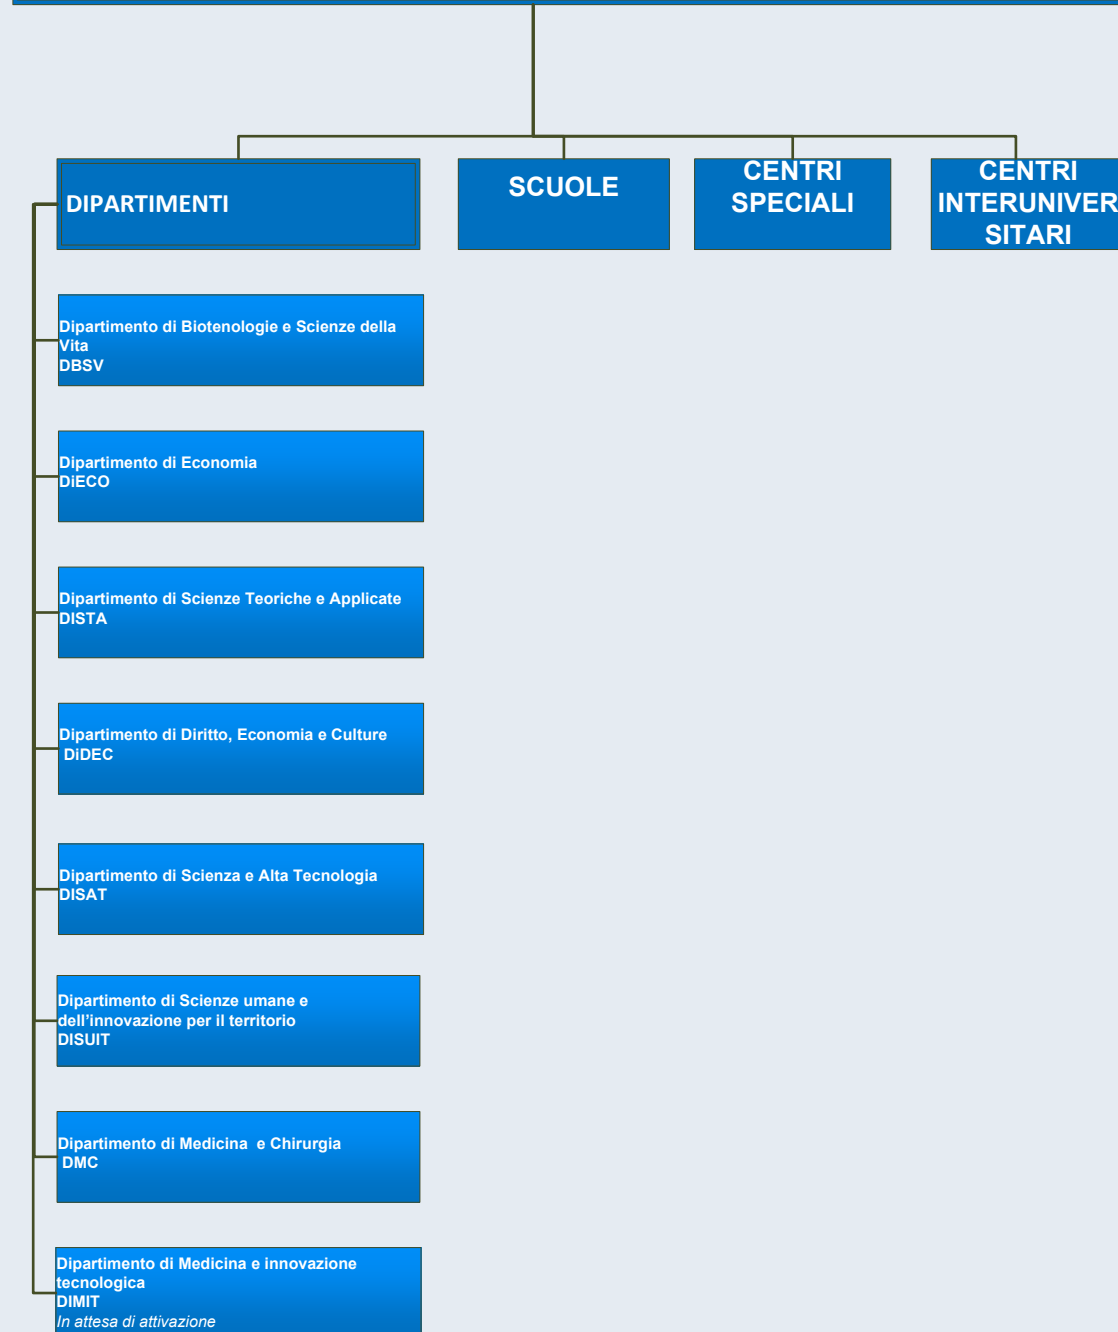 DIPARTIMENTI
SCUOLE
CENTRI
SPECIALI
CENTRI
INTERUNIVER
SITARI
Dipartimento di Biotenologie e Scienze della
Vita
DBSV
Dipartimento di Economia
DiECO
Dipartimento di Scienze Teoriche e Applicate
DISTA
Dipartimento di Diritto, Economia e Culture
DiDEC
Dipartimento di Scienza e Alta Tecnologia
DISAT
Dipartimento di Scienze umane e
dell’innovazione per il territorio
DISUIT
Dipartimento di Medicina  e Chirurgia
DMC
Dipartimento di Medicina e innovazione
tecnologica
DIMIT
In attesa di attivazione